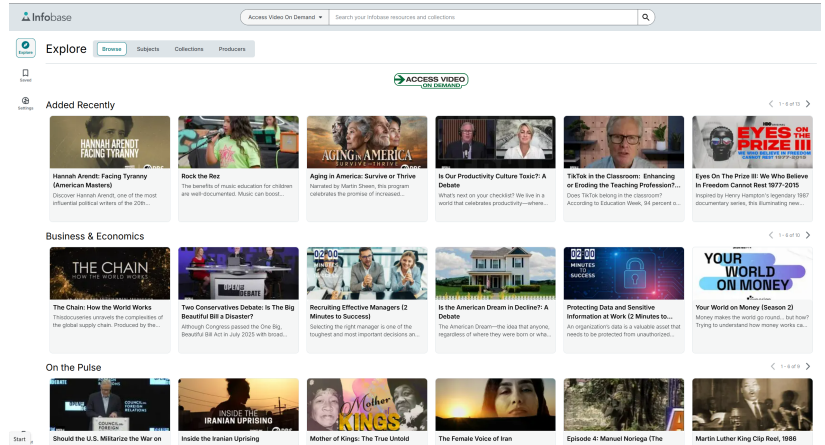 Infobase
Access Video On Demand
Search your Infobase resources and collections
Explore
Saved
Settings
Explore
Browse
Subjects
Collections
Producers
ACCESS VIDEO
ON DEMAND
Added Recently
1 - 6 of 13
HANNAH ARENDT
FACING TYRANNY
AGING IN AMERICA
SURVIVE—THRIVE
EYES ON
THE
PRIZE III
WE WHO BELIEVE IN FREEDOM
CANNOT REST 1977-2015
Hannah Arendt: Facing Tyranny
(American Masters)
Discover Hannah Arendt, one of the most
influential political writers of the 20th...
Rock the Rez
The benefits of music education for children
are well-documented. Music can boost...
Aging in America: Survive or Thrive
Narrated by Martin Sheen, this program
celebrates the promise of increased...
Is Our Productivity Culture Toxic?: A
Debate
What's next on your checklist? We live in a
world that celebrates productivity—where...
TikTok in the Classroom: Enhancing
or Eroding the Teaching Profession?...
Does TikTok belong in the classroom?
According to Education Week, 94 percent o...
Eyes On The Prize III: We Who Believe
In Freedom Cannot Rest 1977-2015
Inspired by Henry Hampton's legendary 1987
documentary series, this illuminating new...
Business & Economics
1 - 6 of 10
THE CHAIN
HOW THE WORLD WORKS
OPEN TO
DEBATE
02:00
MINUTES
TO
SUCCESS
02:00
MINUTES
TO
SUCCESS
YOUR
WORLD
ON MONEY
The Chain: How the World Works
Thisdocuseries unravels the complexities of
the global supply chain. Produced by the...
Two Conservatives Debate: Is The Big
Beautiful Bill a Disaster?
Although Congress passed the One Big,
Beautiful Bill Act in July 2025 with broad...
Recruiting Effective Managers (2
Minutes to Success)
Selecting the right manager is one of the
toughest and most important decisions an...
Is the American Dream in Decline?: A
Debate
The American Dream—the idea that anyone,
regardless of where they were born or wha...
Protecting Data and Sensitive
Information at Work (2 Minutes to...
An organization's data is a valuable asset that
needs to be protected from unauthorized...
Your World on Money (Season 2)
Money makes the world go round... but how?
Trying to understand how money works ca...
On the Pulse
1 - 6 of 6
DEBATE
COUNCIL on
FOREIGN
RELATIONS
COUNCIL on
FOREIGN
INSIDE THE
IRANIAN UPRISING
Mother of
KINGS
Should the U.S. Militarize the War on
Inside the Iranian Uprising
Mother of Kings: The True Untold
The Female Voice of Iran
Episode 4: Manuel Noriega (The
Martin Luther King Clip Reel, 1986
Start